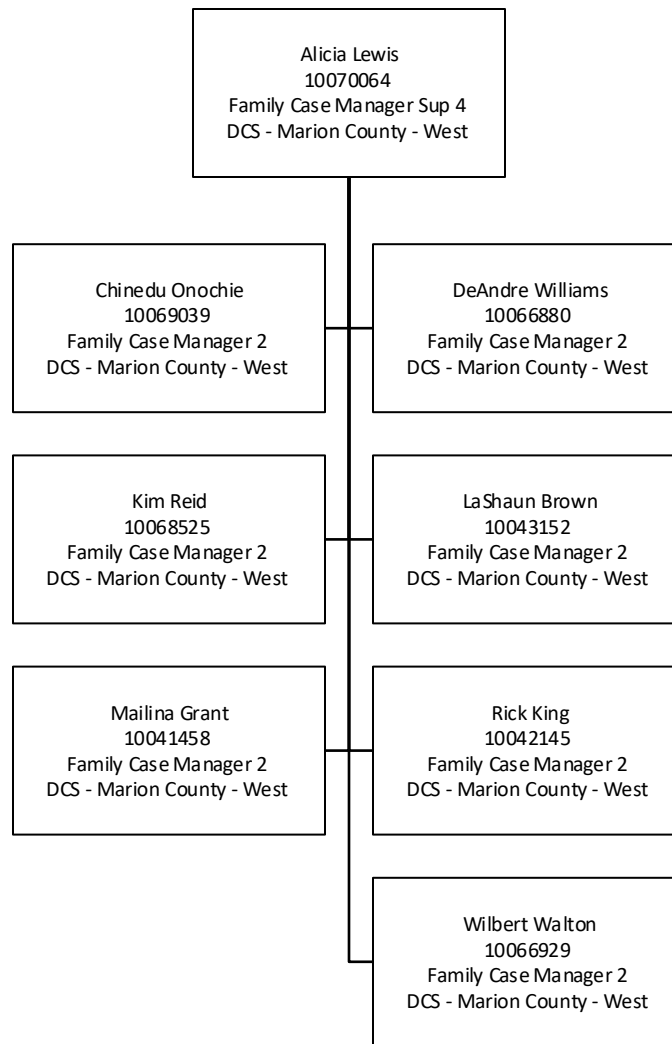 Alicia Lewis
10070064
Family Case Manager Sup 4
DCS - Marion County - West
Chinedu Onochie
10069039
Family Case Manager 2
DCS - Marion County - West
DeAndre Williams
10066880
Family Case Manager 2
DCS - Marion County - West
Kim Reid
10068525
Family Case Manager 2
DCS - Marion County - West
LaShaun Brown
10043152
Family Case Manager 2
DCS - Marion County - West
Mailina Grant
10041458
Family Case Manager 2
DCS - Marion County - West
Rick King
10042145
Family Case Manager 2
DCS - Marion County - West
Wilbert Walton
10066929
Family Case Manager 2
DCS - Marion County - West